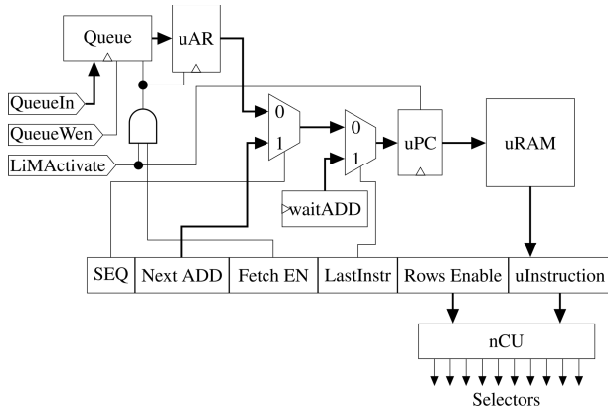 Queue
uAR
QueueIn
QueueWen
LiMActivate
0
1
0
1
uPC
uRAM
waitADD
SEQ
Next ADD
Fetch EN
LastInstr
Rows Enable
uInstruction
nCU
Selectors